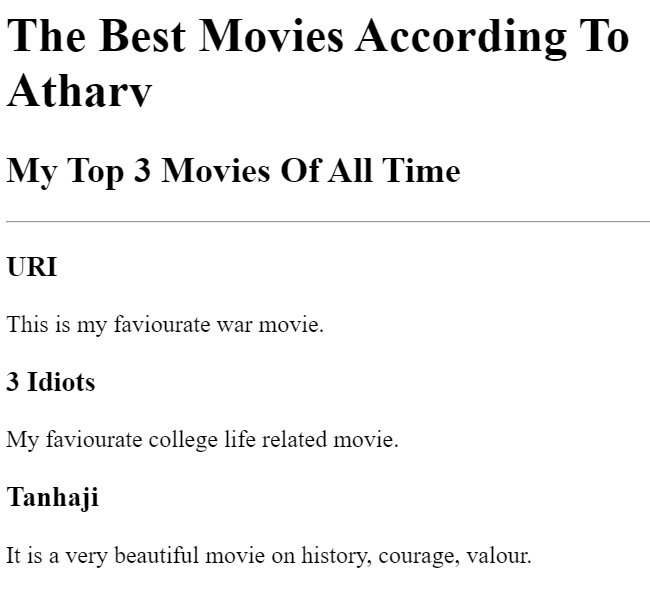 The Best Movies According To
Atharv
My Top 3 Movies Of All Time
URI
This is my faviourate war movie.
3 Idiots
My faviourate college life related movie.
Tanhaji
It is a very beautiful movie on history, courage, valour.